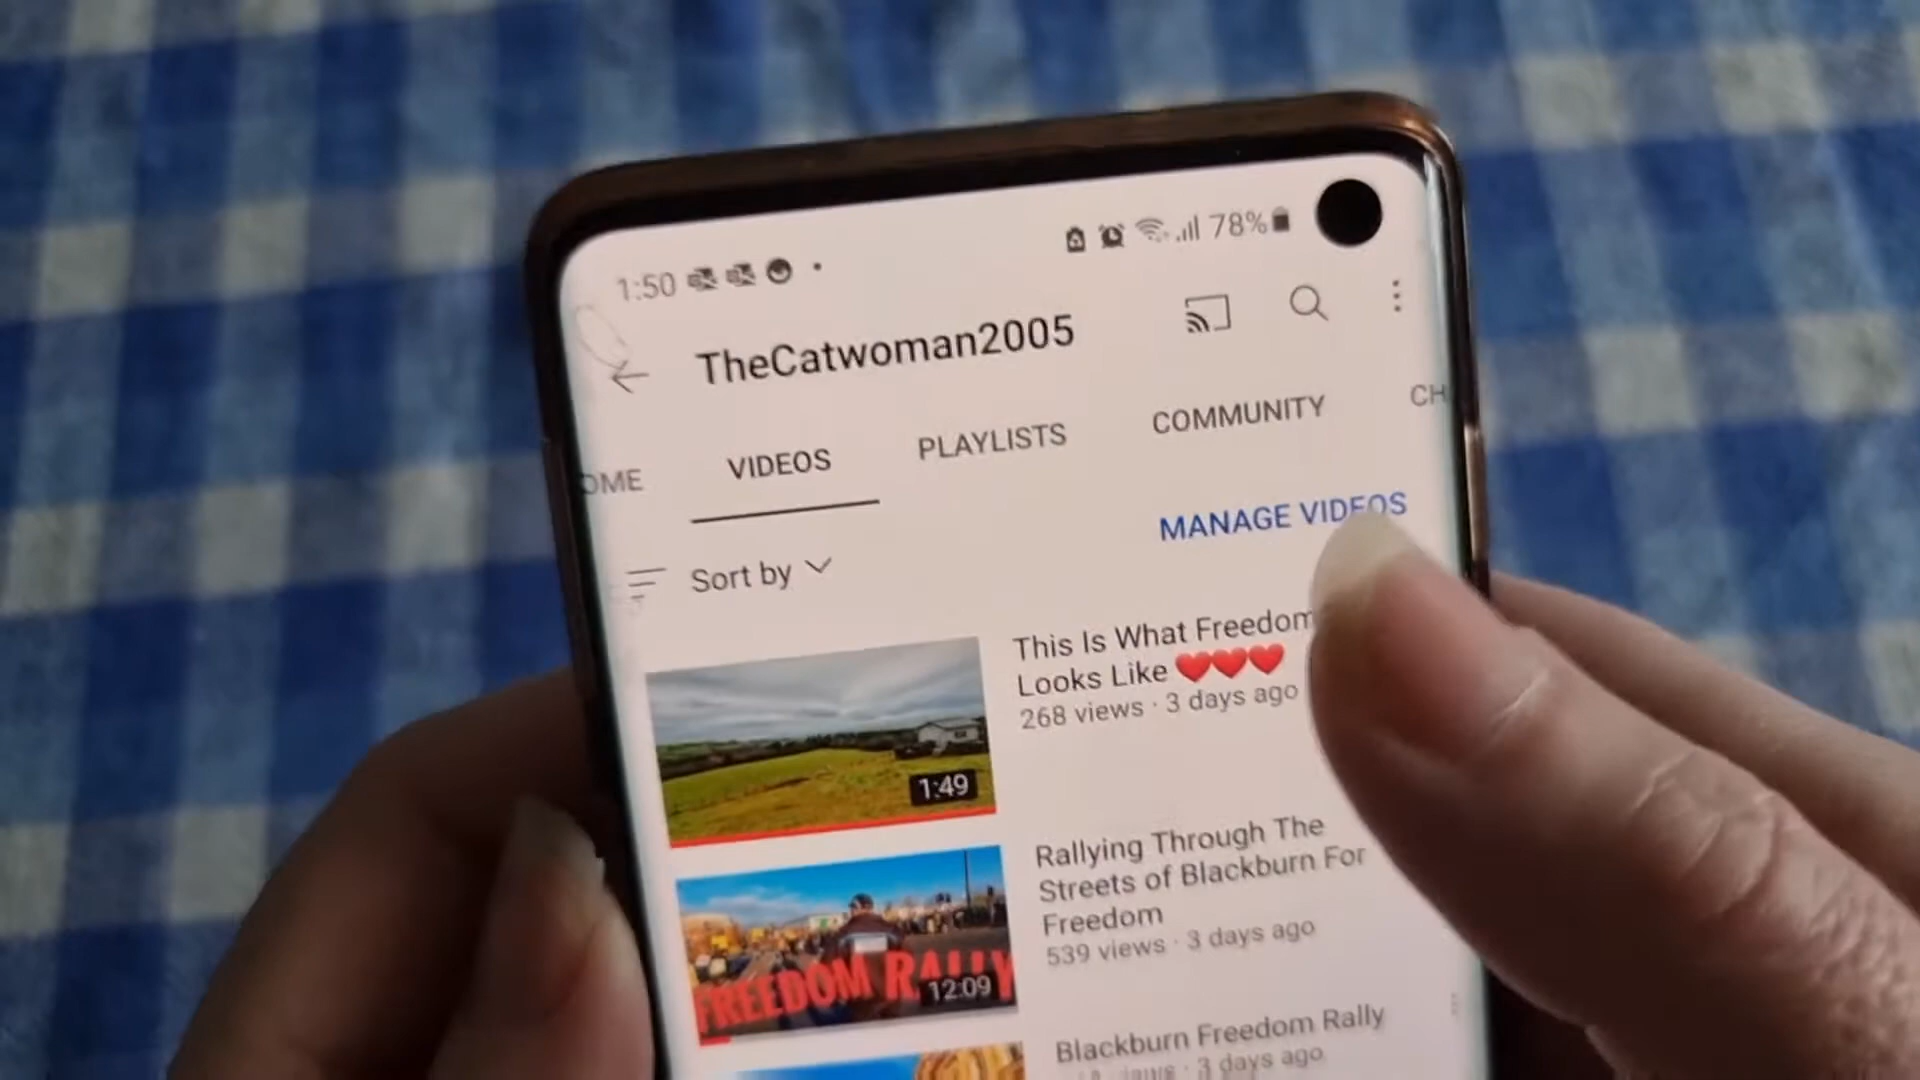 1:50
78%
TheCatwoman2005
OME
VIDEOS
PLAYLISTS
COMMUNITY
CH
MANAGE VIDEOS
Sort by
This Is What Freedom
Looks Like ❤️❤️❤️
268 views · 3 days ago
1:49
Rallying Through The
Streets of Blackburn For
Freedom
539 views · 3 days ago
FREEDOM RALLY
12:09
Blackburn Freedom Rally
3 days ago